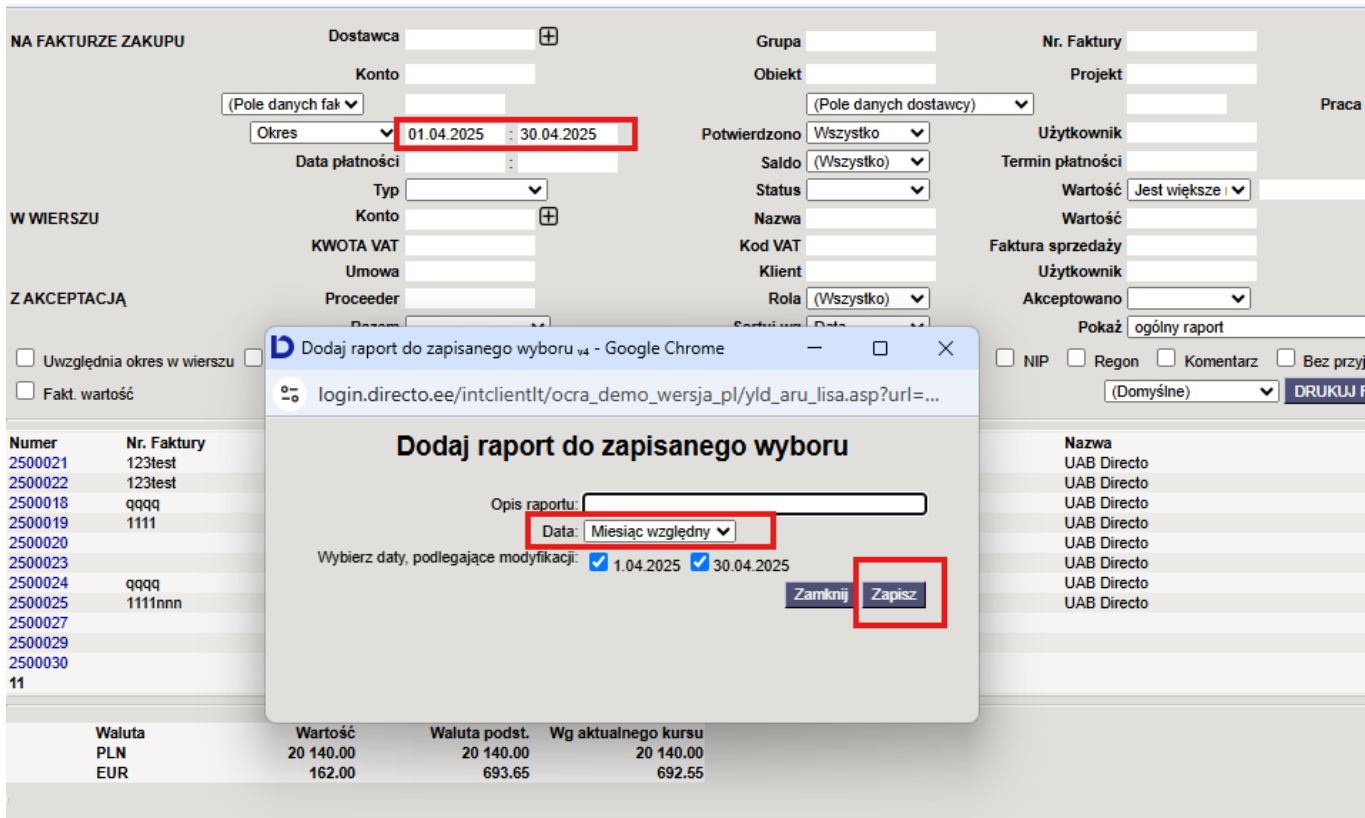 NA FAKTURZE ZAKUPU Dostawca Grupa Nr. Faktury
Konto Obiekt Projekt
(Pole danych fak (Pole danych dostawcy) Praca
Okres 01.04.2025 : 30.04.2025 Potwierdzono Wszystko Użytkownik
Data płatności : Saldo (Wszystko) Termin płatności
Typ Status Wartość Jest większe
W WIERSZU Konto Nazwa Wartość
KWOTA VAT Kod VAT Faktura sprzedaży
Umowa Klient Użytkownik
Z AKCEPTACJĄ Proceeder Rola (Wszystko) Akceptowano
Razem Sortuj wg Data Pokaż ogólny raport
Uwzględnia okres w wierszu NIP Regon Komentarz Bez przyj
Fakt. wartość (Domyślne) DRUKUJ
Dodaj raport do zapisanego wyboru v4 - Google Chrome
login.directo.ee/intclientlt/ocra_demo_wersja_pl/yld_aru_lisa.asp?url=...
Dodaj raport do zapisanego wyboru
Opis raportu:
Data: Miesiąc względny
Wybierz daty, podlegające modyfikacji: 1.04.2025 30.04.2025
Zamknij Zapisz
Numer Nr. Faktury Nazwa
2500021 123test UAB Directo
2500022 123test UAB Directo
2500018 qqqq UAB Directo
2500019 1111 UAB Directo
2500020 UAB Directo
2500023 UAB Directo
2500024 qqqq UAB Directo
2500025 1111nnn UAB Directo
2500027
2500029
2500030
11
Waluta Wartość Waluta podst. Wg aktualnego kursu
PLN 20 140.00 20 140.00 20 140.00
EUR 162.00 693.65 692.55